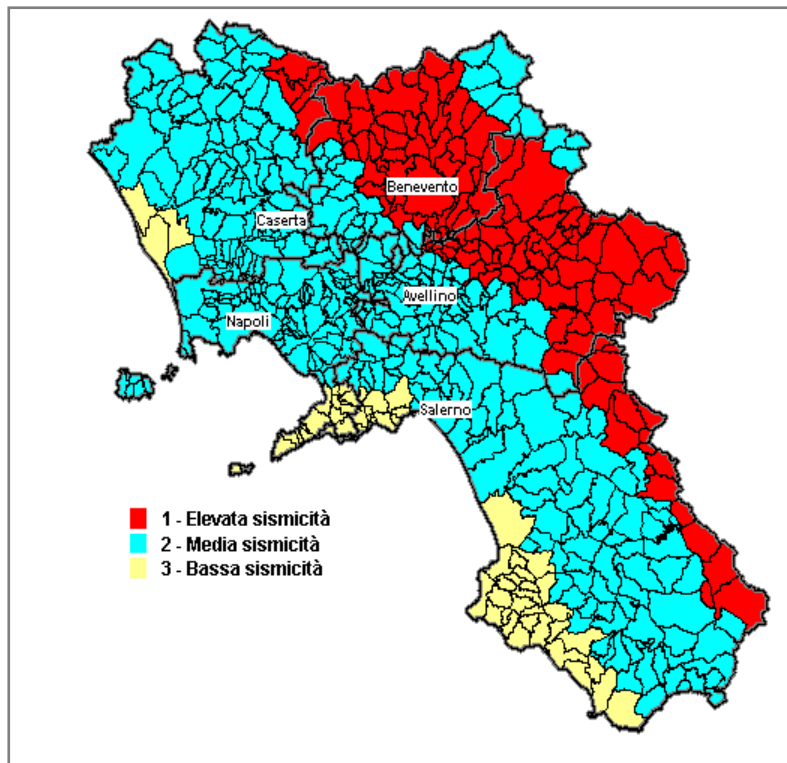 Benevento
Caserta
Avellino
Napoli
Salerno
1 - Elevata sismicità
2 - Media sismicità
3 - Bassa sismicità